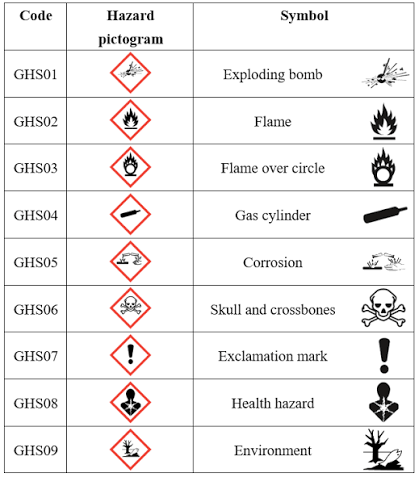 Code Hazard pictogram Symbol
GHS01 Exploding bomb
GHS02 Flame
GHS03 Flame over circle
GHS04 Gas cylinder
GHS05 Corrosion
GHS06 Skull and crossbones
GHS07 Exclamation mark
GHS08 Health hazard
GHS09 Environment